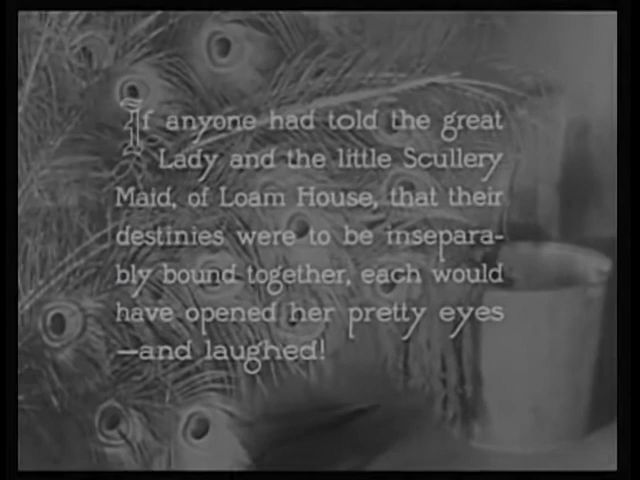 If anyone had told the great
Lady and the little Scullery
Maid, of Loam House, that their
destinies were to be insepara-
bly bound together, each would
have opened her pretty eyes
—and laughed!